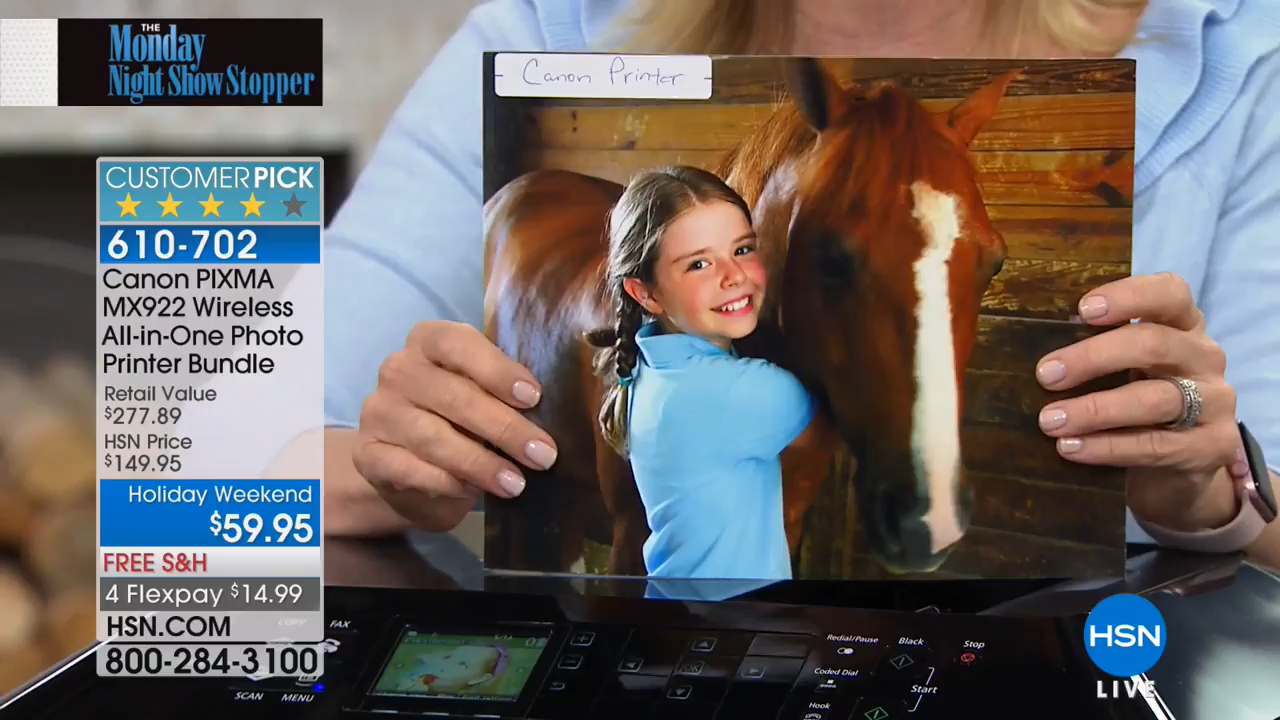 THE
Monday
Night Show Stopper
CUSTOMER PICK
610-702
Canon PIXMA
MX922 Wireless
All-in-One Photo
Printer Bundle
Retail Value
$277.89
HSN Price
$149.95
Holiday Weekend
$59.95
FREE S&H
4 Flexpay $14.99
HSN.COM
800-284-3100
Canon Printer
COPY
FAX
SCAN
MENU
OK
Redial/Pause
Black
Stop
Coded Dial
Start
Hook
HSN
LIVE